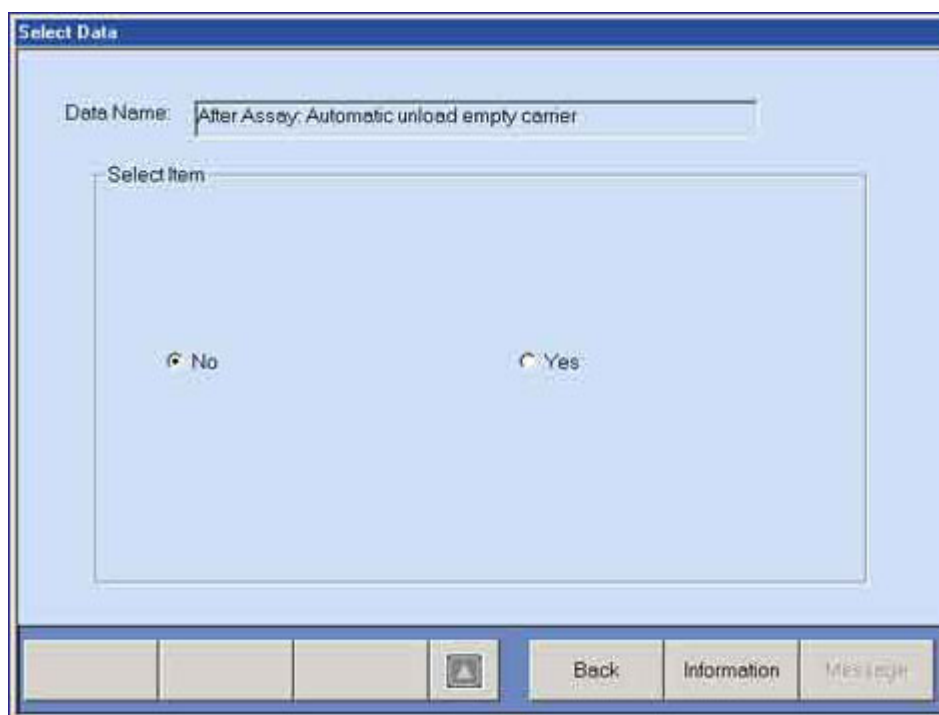 Select Data
Data Name: After Assay: Automatic unload empty carrier
Select Item
No Yes
Back Information Message